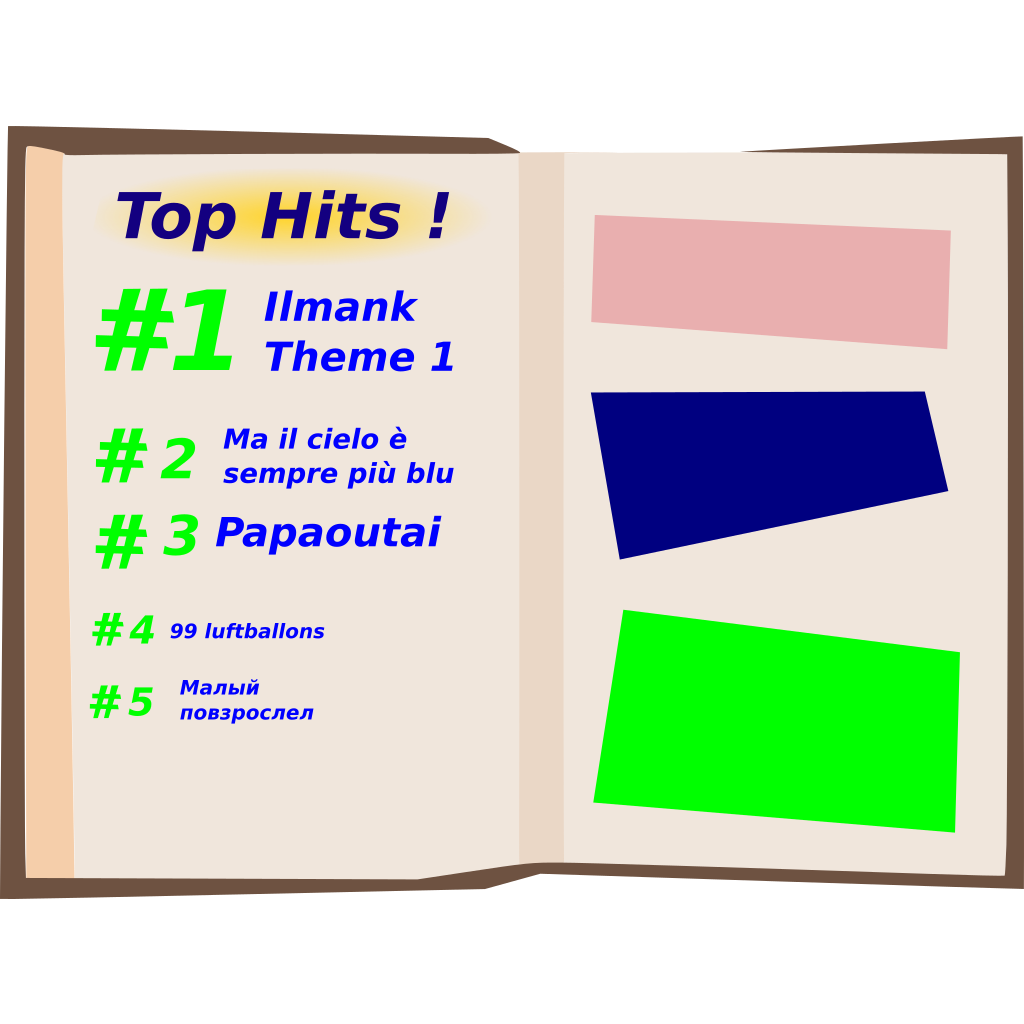 Top Hits !
#1 Ilmank
Theme 1
# 2 Ma il cielo è
sempre più blu
# 3 Papaoutai
#4 99 luftballons
#5 Малый
повзрослел